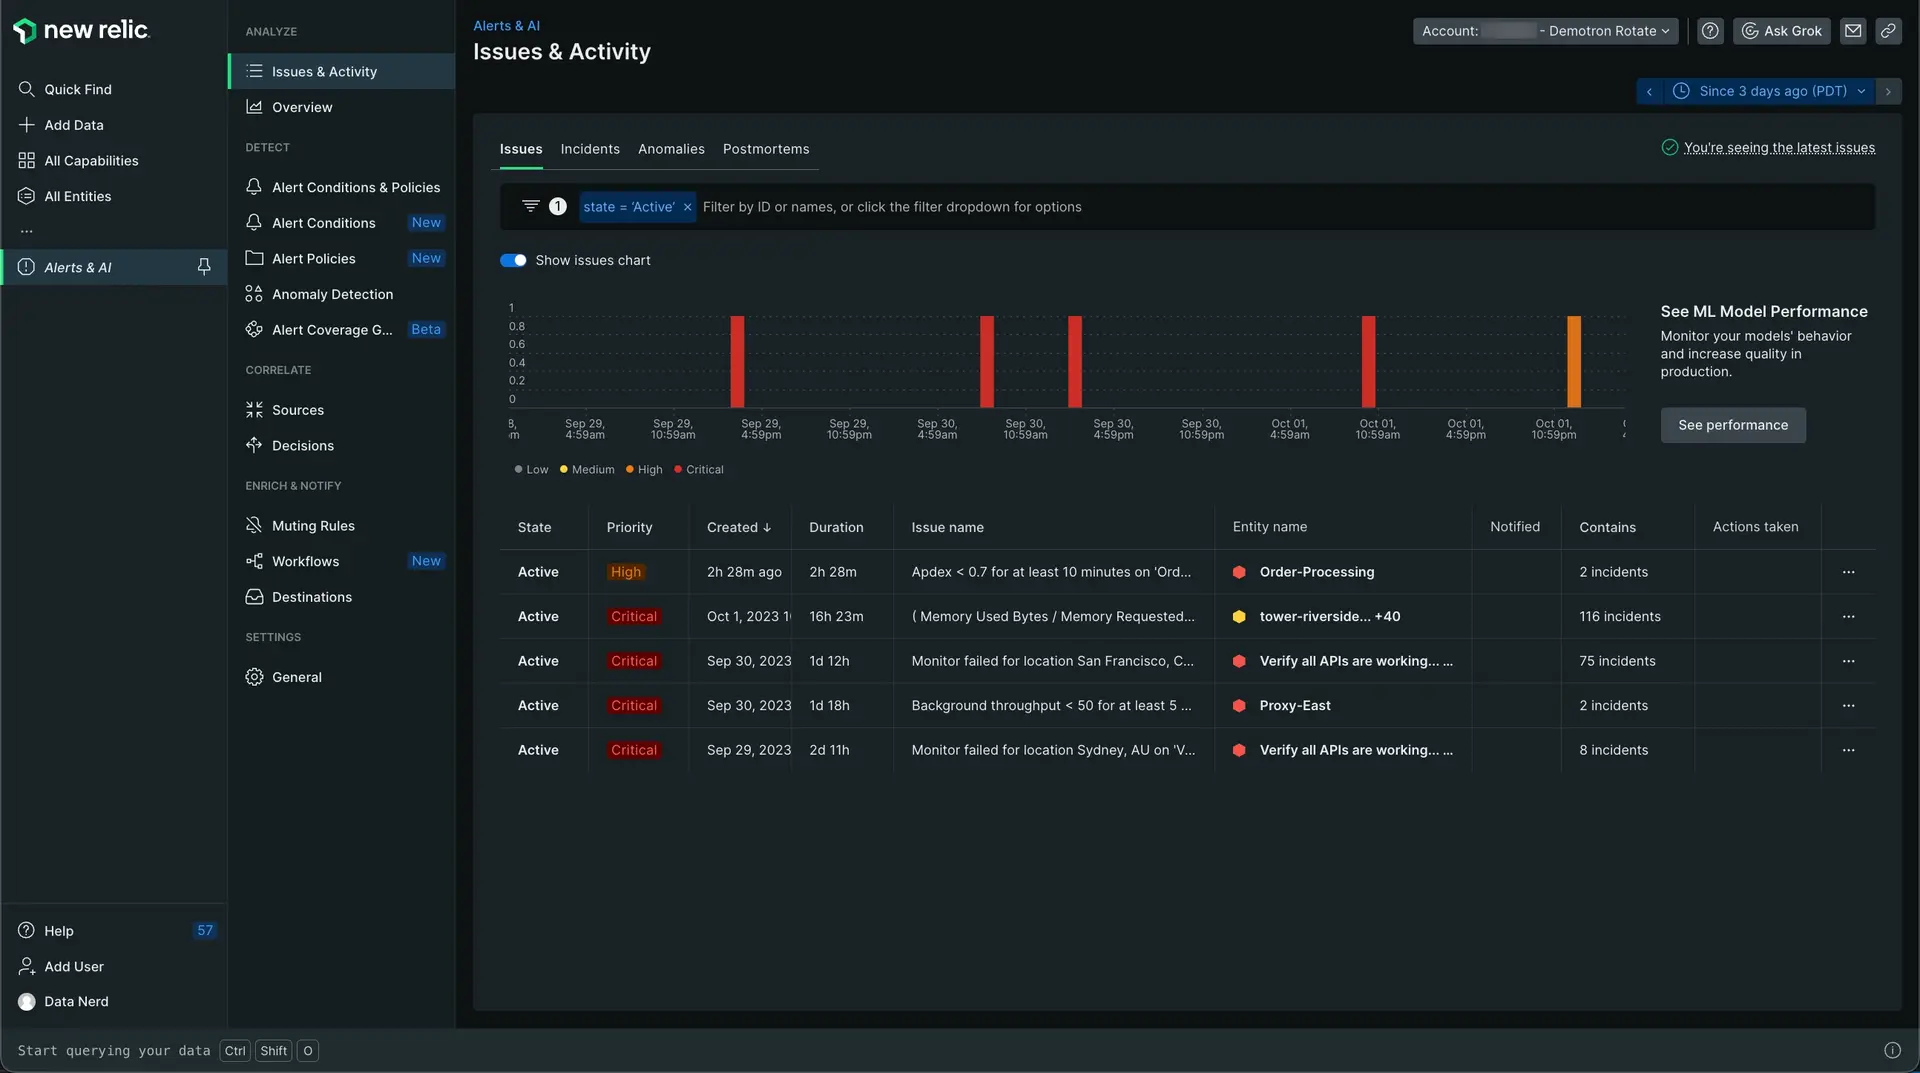 new relic.
Quick Find
Add Data
All Capabilities
All Entities
...
Alerts & AI
Help 57
Add User
Data Nerd
ANALYZE
Issues & Activity
Overview
DETECT
Alert Conditions & Policies
Alert Conditions New
Alert Policies New
Anomaly Detection
Alert Coverage G... Beta
CORRELATE
Sources
Decisions
ENRICH & NOTIFY
Muting Rules
Workflows New
Destinations
SETTINGS
General
Alerts & AI
Issues & Activity
Account: - Demotron Rotate
Ask Grok
Since 3 days ago (PDT)
Issues Incidents Anomalies Postmortems
You're seeing the latest issues
1 state = ‘Active’ × Filter by ID or names, or click the filter dropdown for options
Show issues chart
1
0.8
0.6
0.4
0.2
0
8, Sep 29, Sep 29, Sep 29, Sep 29, Sep 30, Sep 30, Sep 30, Sep 30, Oct 01, Oct 01, Oct 01, Oct 01,
m 4:59am 10:59am 4:59pm 10:59pm 4:59am 10:59am 4:59pm 10:59pm 4:59am 10:59am 4:59pm 10:59pm
Low Medium High Critical
See ML Model Performance
Monitor your models' behavior
and increase quality in
production.
See performance
State Priority Created ↓ Duration Issue name Entity name Notified Contains Actions taken
Active High 2h 28m ago 2h 28m Apdex < 0.7 for at least 10 minutes on 'Ord... Order-Processing 2 incidents ...
Active Critical Oct 1, 2023 1 16h 23m ( Memory Used Bytes / Memory Requested... tower-riverside... +40 116 incidents ...
Active Critical Sep 30, 2023 1d 12h Monitor failed for location San Francisco, C... Verify all APIs are working... ... 75 incidents ...
Active Critical Sep 30, 2023 1d 18h Background throughput < 50 for at least 5 ... Proxy-East 2 incidents ...
Active Critical Sep 29, 2023 2d 11h Monitor failed for location Sydney, AU on 'V... Verify all APIs are working... ... 8 incidents ...
Start querying your data Ctrl Shift O